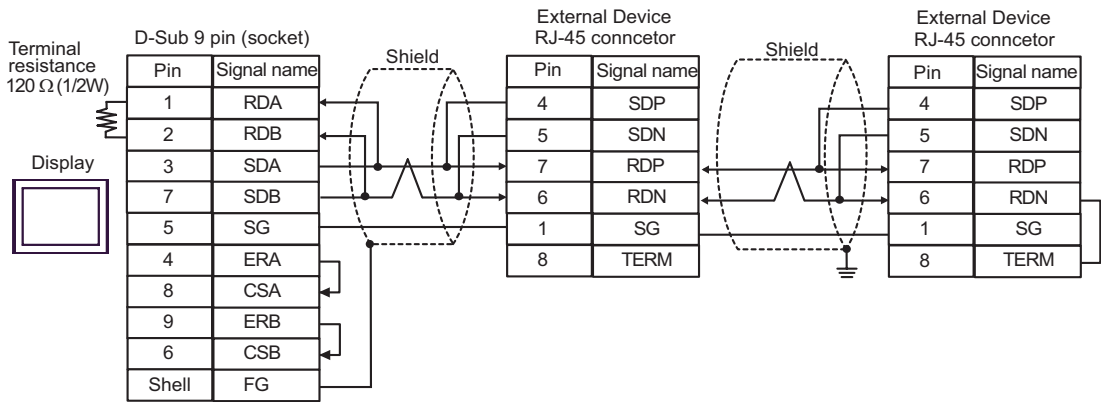 Terminal
resistance
120 Ω (1/2W)
Display
D-Sub 9 pin (socket)
Pin Signal name
1 RDA
2 RDB
3 SDA
7 SDB
5 SG
4 ERA
8 CSA
9 ERB
6 CSB
Shell FG
Shield
External Device
RJ-45 conncetor
Pin Signal name
4 SDP
5 SDN
7 RDP
6 RDN
1 SG
8 TERM
Shield
External Device
RJ-45 conncetor
Pin Signal name
4 SDP
5 SDN
7 RDP
6 RDN
1 SG
8 TERM